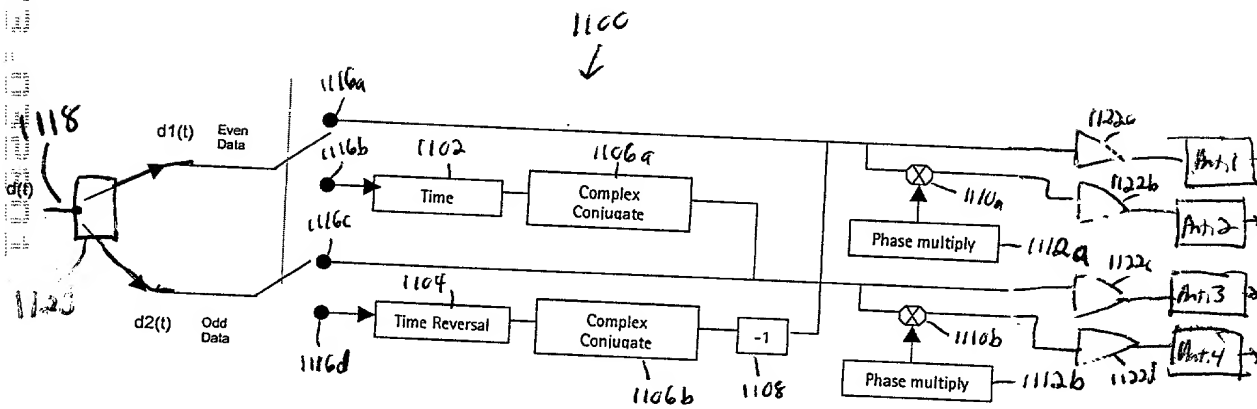 1100
1116a
1122a
1118
d1(t)
Even
Data
1116b
1102
1106a
Ant.1
d(t)
Time
Complex
Conjugate
1110a
1122b
Ant.2
1116c
Phase multiply
1112a
1122c
1104
Ant.3
d2(t)
Odd
Data
Time Reversal
Complex
Conjugate
-1
1110b
Ant.4
1116d
1106b
1108
Phase multiply
1112b
1122d